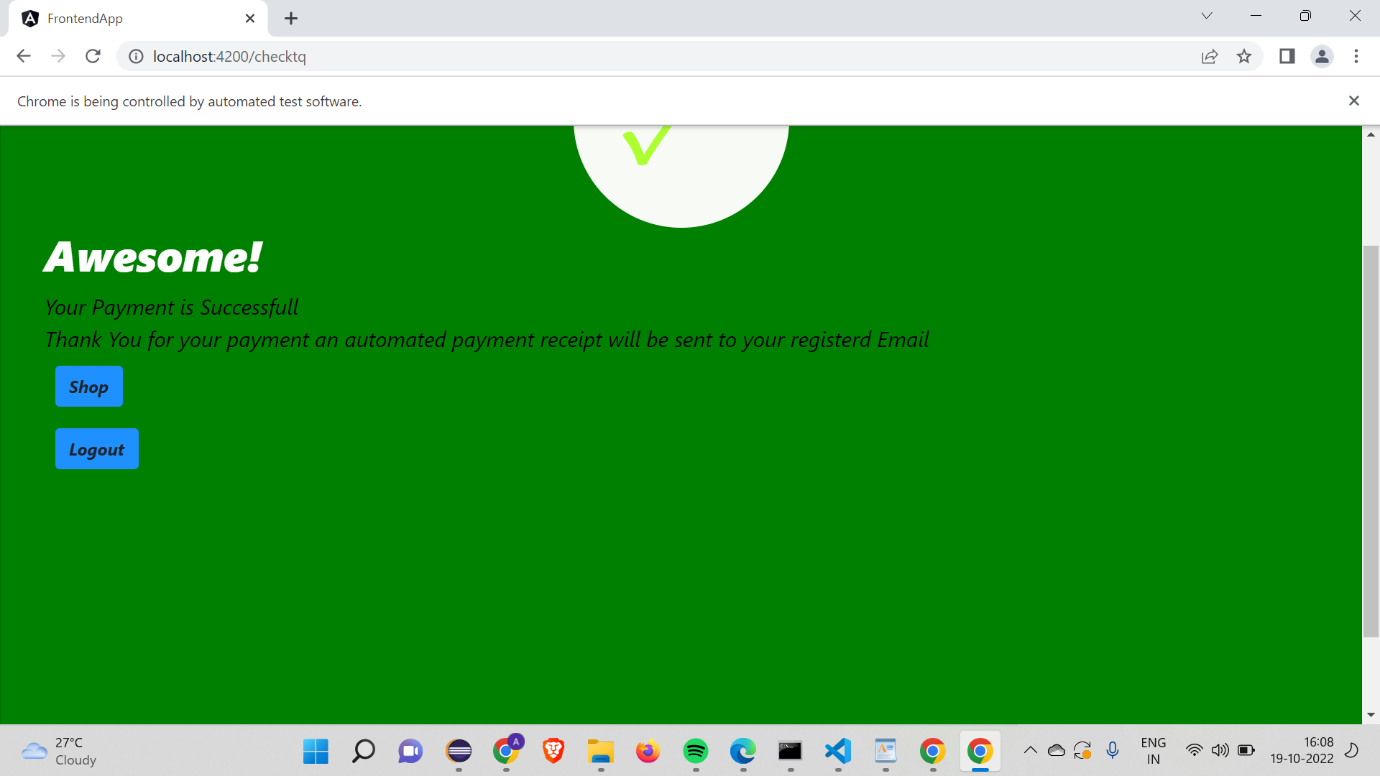 FrontendApp
localhost:4200/checktq
Chrome is being controlled by automated test software.
Awesome!
Your Payment is Successfull
Thank You for your payment an automated payment receipt will be sent to your registerd Email
Shop
Logout
27°C
Cloudy
A
ENG
IN
16:08
19-10-2022